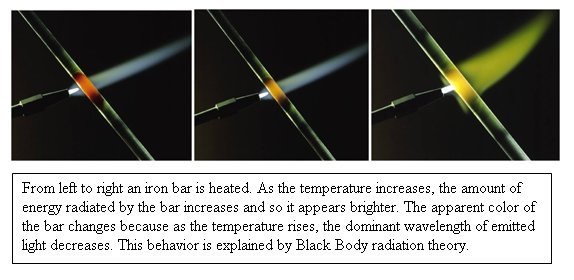 From left to right an iron bar is heated. As the temperature increases, the amount of
energy radiated by the bar increases and so it appears brighter. The apparent color of
the bar changes because as the temperature rises, the dominant wavelength of emitted
light decreases. This behavior is explained by Black Body radiation theory.